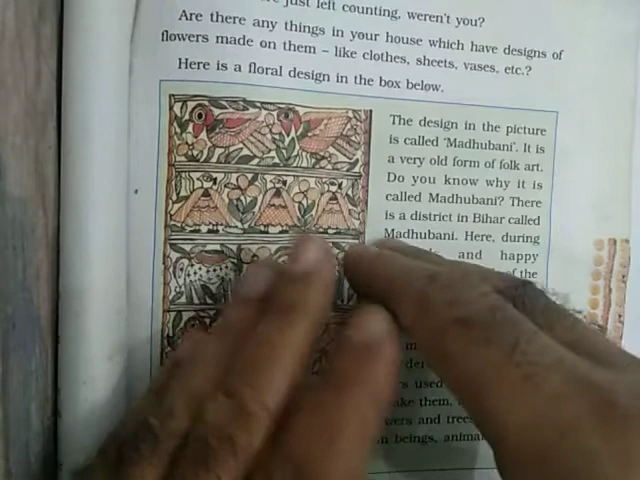 just left counting, weren't you?
Are there any things in your house which have designs of
flowers made on them – like clothes, sheets, vases, etc.?
Here is a floral design in the box below.
The design in the picture
is called 'Madhubani'. It is
a very old form of folk art.
Do you know why it is
called Madhubani? There
is a district in Bihar called
Madhubani. Here, during
and happy
of the
used
them,
and trees
beings,